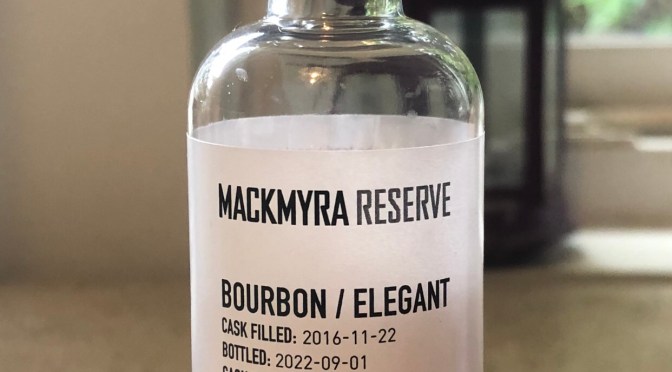 MACKMYRA RESERVE
BOURBON / ELEGANT
CASK FILLED: 2016-11-22
BOTTLED: 2022-09-01